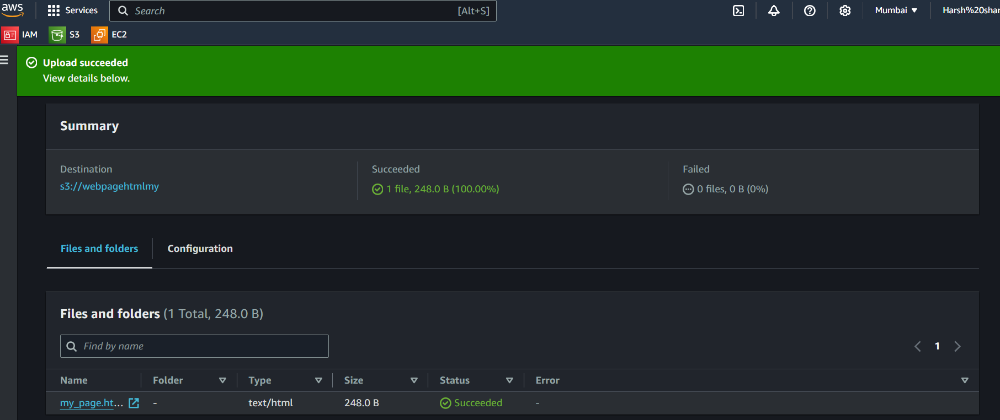 aws Services Search [Alt+S] Mumbai Harsh%20shar
IAM S3 EC2
Upload succeeded
View details below.
Summary
Destination Succeeded Failed
s3://webpagehtmlmy 1 file, 248.0 B (100.00%) 0 files, 0 B (0%)
Files and folders Configuration
Files and folders (1 Total, 248.0 B)
Find by name 1
Name Folder Type Size Status Error
my_page.ht... - text/html 248.0 B Succeeded -